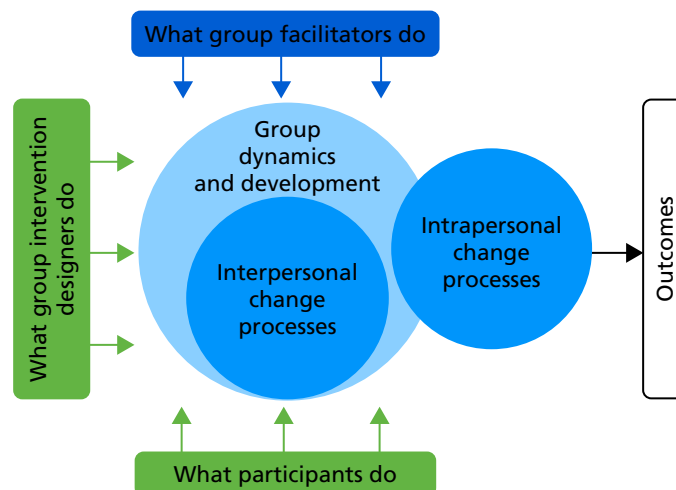 What group facilitators do
What group intervention
designers do
Group
dynamics
and development
Interpersonal
change
processes
Intrapersonal
change
processes
Outcomes
What participants do